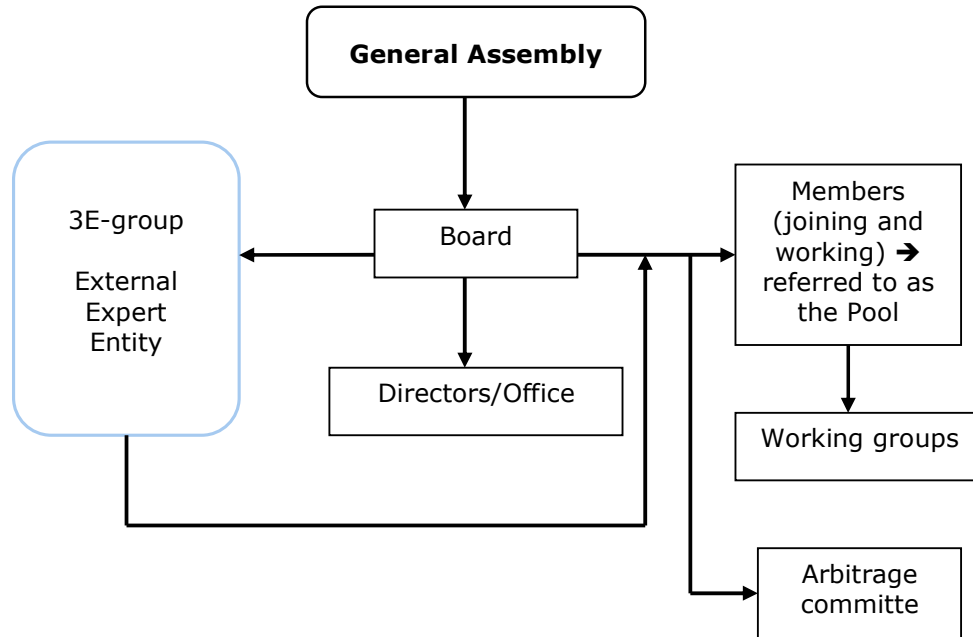 General Assembly
3E-group
External
Expert
Entity
Board
Directors/Office
Members
(joining and
working) ➔
referred to as
the Pool
Working groups
Arbitrage
committe